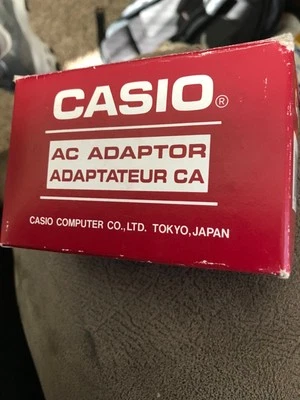 CASIO®
AC ADAPTOR
ADAPTATEUR CA
CASIO COMPUTER CO.,LTD. TOKYO,JAPAN